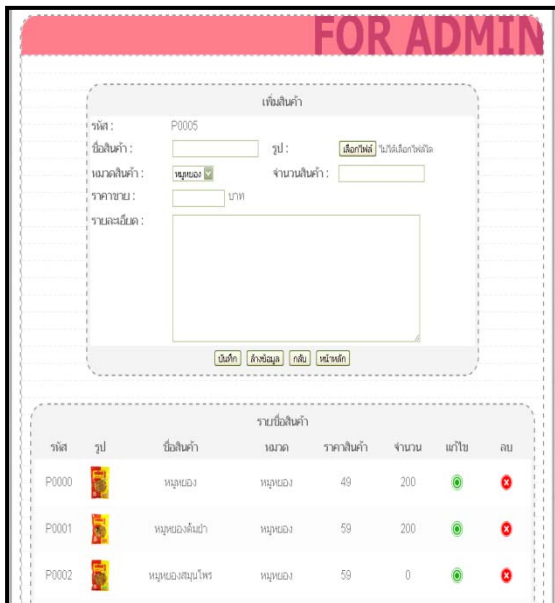 FOR ADMIN
เพิ่มสินค้า
รหัส : P0005
ชื่อสินค้า : รูป : เลือกไฟล์ ไม่ได้เลือกไฟล์ใด
หมวดสินค้า : หมูหยอง จำนวนสินค้า :
ราคาขาย : บาท
รายละเอียด :
บันทึก ล้างข้อมูล กลับ หน้าหลัก
รายชื่อสินค้า
รหัส รูป ชื่อสินค้า หมวด ราคาสินค้า จำนวน แก้ไข ลบ
P0000 หมูหยอง หมูหยอง 49 200
P0001 หมูหยองต้มยำ หมูหยอง 59 200
P0002 หมูหยองสมุนไพร หมูหยอง 59 0